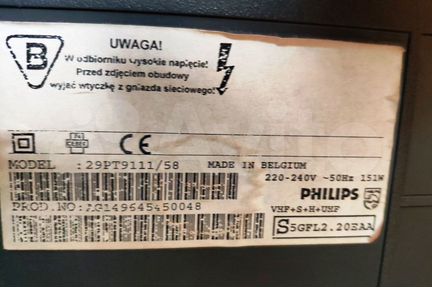 B
UWAGA!
W odbiorniku wysokie napięcie!
Przed zdjęciem obudowy
wyjąć wtyczkę z gniazda sieciowego!
CE
MODEL : 29PT9111/58 MADE IN BELGIUM
220-240V ~50Hz 151W
PHILIPS
PROD.NO: AG149645450048
VHF+S+H+UHF
S5GFL2.20EAA